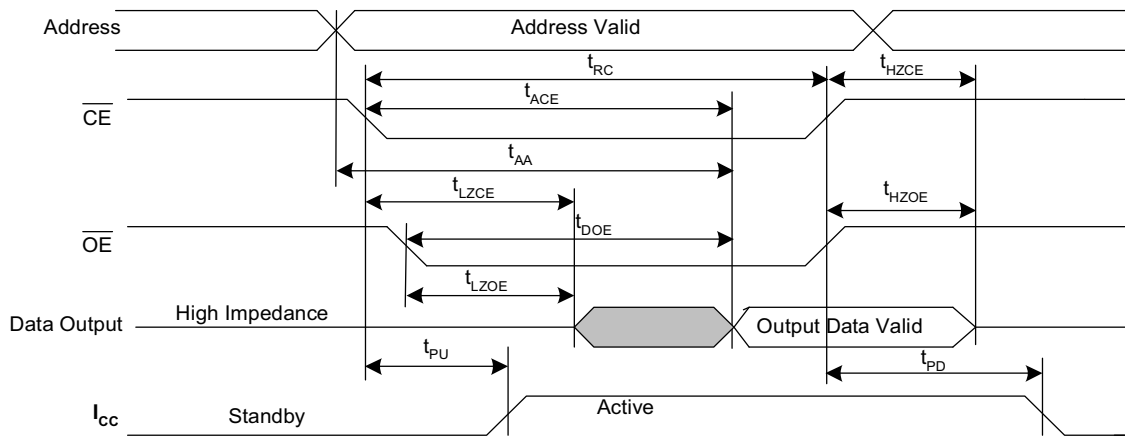 Address
Address Valid
tRC
tHZCE
tACE
CE
tAA
tLZCE
tHZOE
OE
tDOE
tLZOE
Data Output
High Impedance
Output Data Valid
tPU
tPD
ICC
Standby
Active